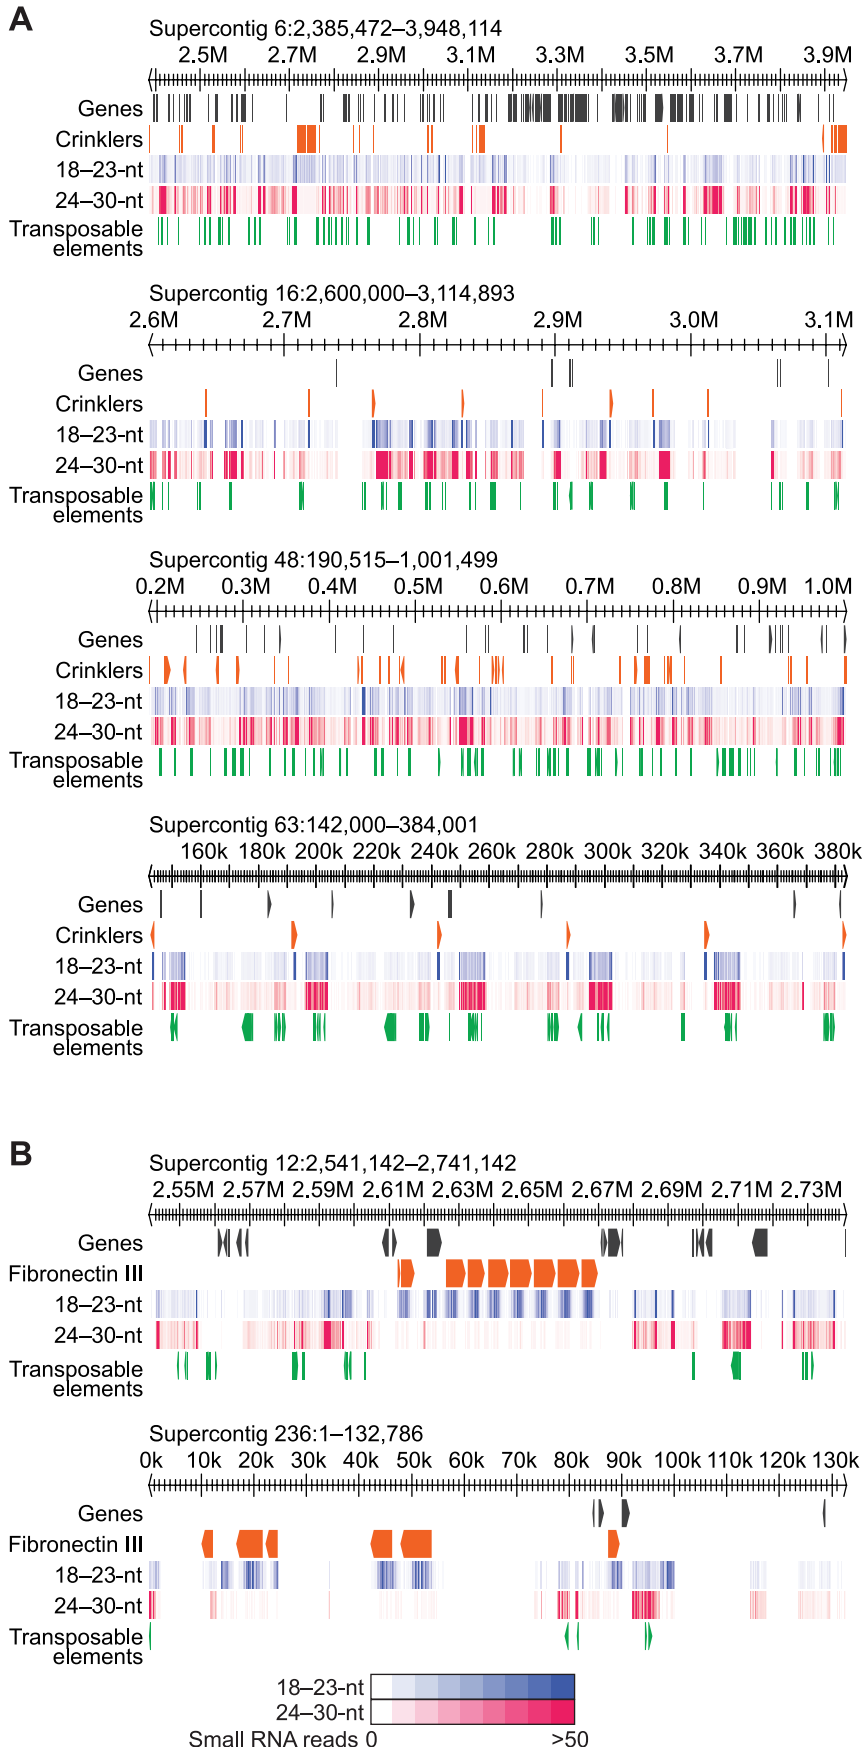 A
Supercontig 6:2,385,472–3,948,114
2.5M 2.7M 2.9M 3.1M 3.3M 3.5M 3.7M 3.9M
Genes
Crinklers
18–23-nt
24–30-nt
Transposable
elements
Supercontig 16:2,600,000–3,114,893
2.6M 2.7M 2.8M 2.9M 3.0M 3.1M
Genes
Crinklers
18–23-nt
24–30-nt
Transposable
elements
Supercontig 48:190,515–1,001,499
0.2M 0.3M 0.4M 0.5M 0.6M 0.7M 0.8M 0.9M 1.0M
Genes
Crinklers
18–23-nt
24–30-nt
Transposable
elements
Supercontig 63:142,000–384,001
160k 180k 200k 220k 240k 260k 280k 300k 320k 340k 360k 380k
Genes
Crinklers
18–23-nt
24–30-nt
Transposable
elements
B
Supercontig 12:2,541,142–2,741,142
2.55M 2.57M 2.59M 2.61M 2.63M 2.65M 2.67M 2.69M 2.71M 2.73M
Genes
Fibronectin III
18–23-nt
24–30-nt
Transposable
elements
Supercontig 236:1–132,786
0k 10k 20k 30k 40k 50k 60k 70k 80k 90k 100k 110k 120k 130k
Genes
Fibronectin III
18–23-nt
24–30-nt
Transposable
elements
18–23-nt
24–30-nt
Small RNA reads 0 >50